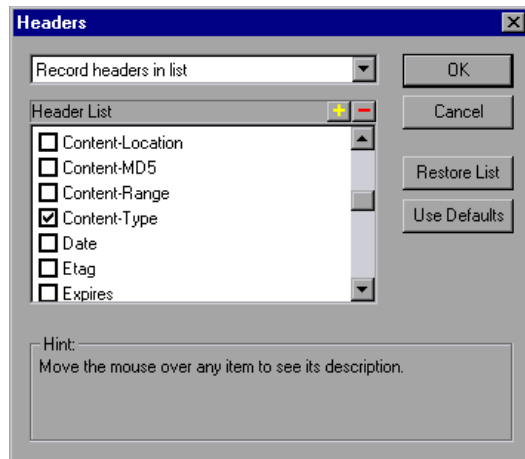 Headers
Record headers in list
OK
Header List
Cancel
Content-Location
Content-MD5
Content-Range
Content-Type
Date
Etag
Expires
Restore List
Use Defaults
Hint:
Move the mouse over any item to see its description.